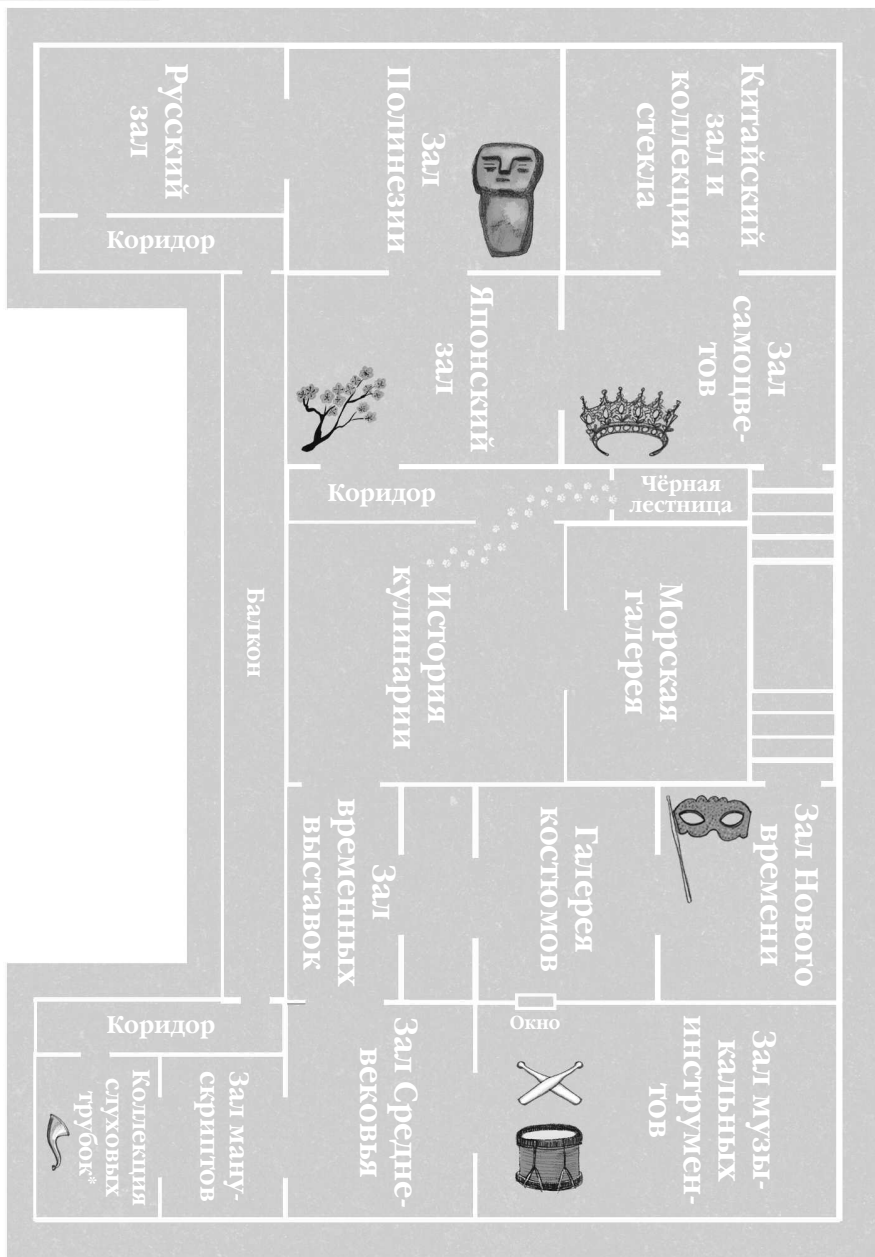 Русский
зал
Зал
Полинезии
Китайский
зал и
коллекция
стекла
Коридор
Японский
зал
Зал
самоцве-
тов
Коридор
Чёрная
лестница
Балкон
История
кулинарии
Морская
галерея
Зал
временных
выставок
Галерея
костюмов
Зал Нового
времени
Коридор
Окно
Коллекция
слуховых
трубок*
Зал ману-
скриптов
Зал Средне-
вековья
Зал музы-
кальных
инструмен-
тов